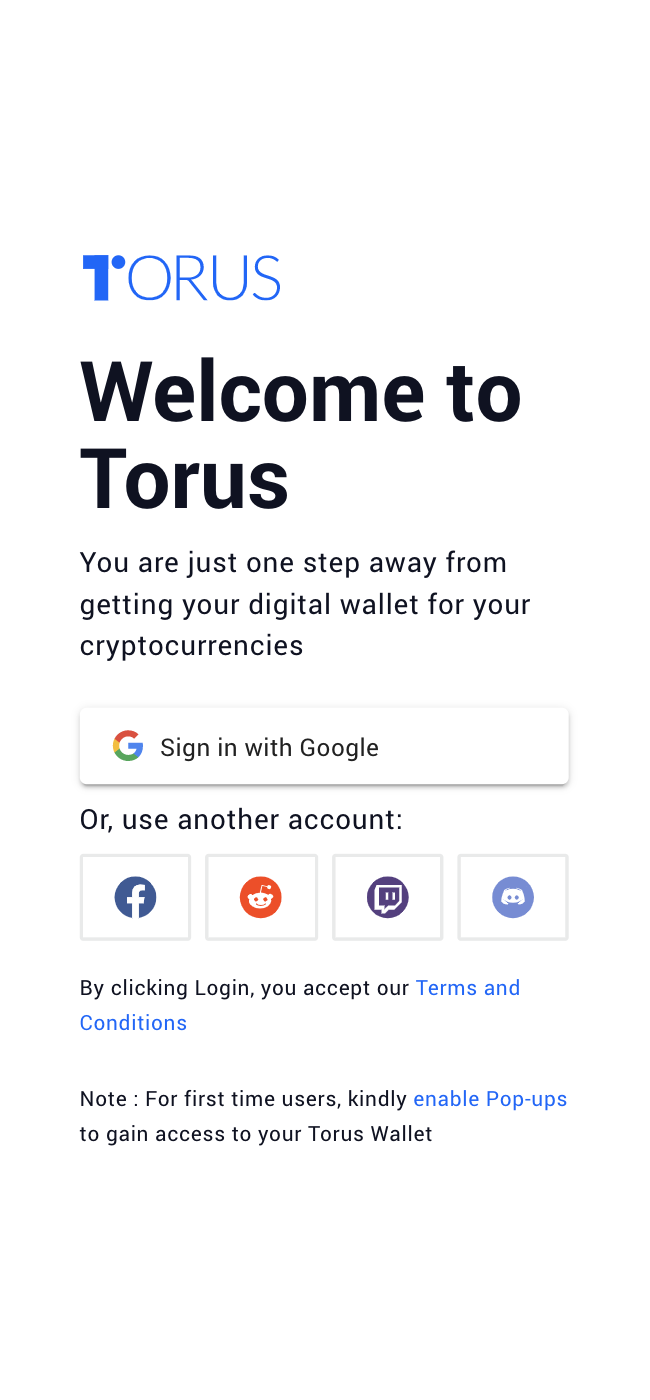 TORUS
Welcome to
Torus
You are just one step away from
getting your digital wallet for your
cryptocurrencies
Sign in with Google
Or, use another account:
By clicking Login, you accept our Terms and
Conditions
Note : For first time users, kindly enable Pop-ups
to gain access to your Torus Wallet